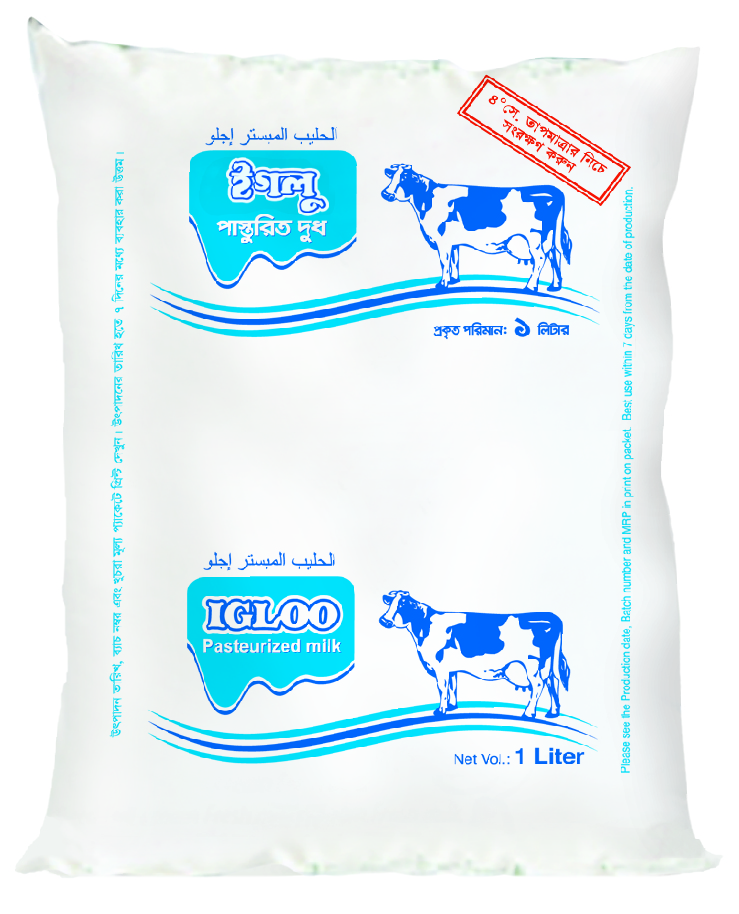 ৪°সে. তাপমাত্রার নিচে
সংরক্ষণ করুন
الحليب المبستر إجلو
ইগলু
পাস্তুরিত দুধ
প্রকৃত পরিমান: ১ লিটার
الحليب المبستر إجلو
IGLOO
Pasteurized milk
Net Vol.: 1 Liter
উৎপাদন তারিখ, ব্যাচ নম্বর এবং খুচরা মূল্য প্যাকেটে প্রিন্ট দেখুন। উৎপাদনের তারিখ হতে ৭ দিনের মধ্যে ব্যবহার করা উত্তম।
Please see the Production date, Batch number and MRP in print on packet. Best use within 7 days from the date of production.